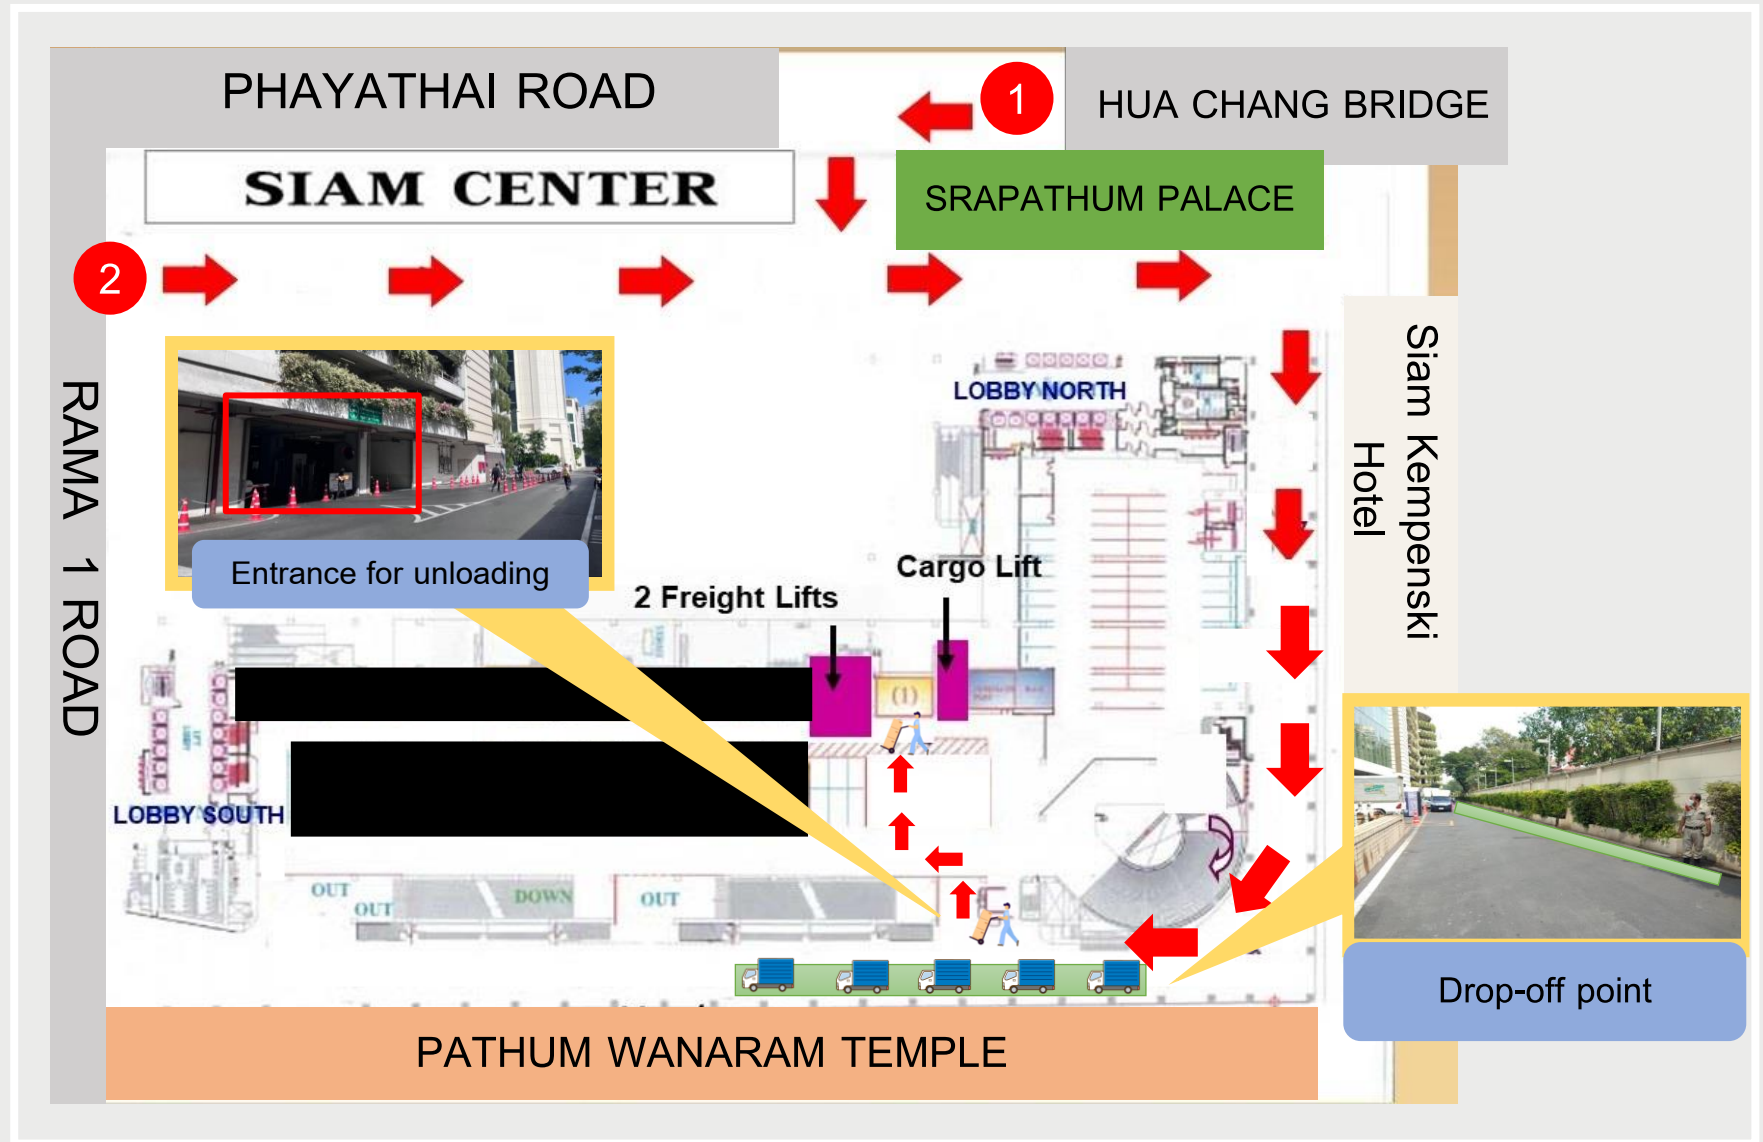 PHAYATHAI ROAD
1
HUA CHANG BRIDGE
SIAM CENTER
SRAPATHUM PALACE
2
RAMA 1 ROAD
Siam Kempenski
Hotel
LOBBY NORTH
Entrance for unloading
Cargo Lift
2 Freight Lifts
(1)
LOBBY SOUTH
OUT
OUT
DOWN
OUT
Drop-off point
PATHUM WANARAM TEMPLE